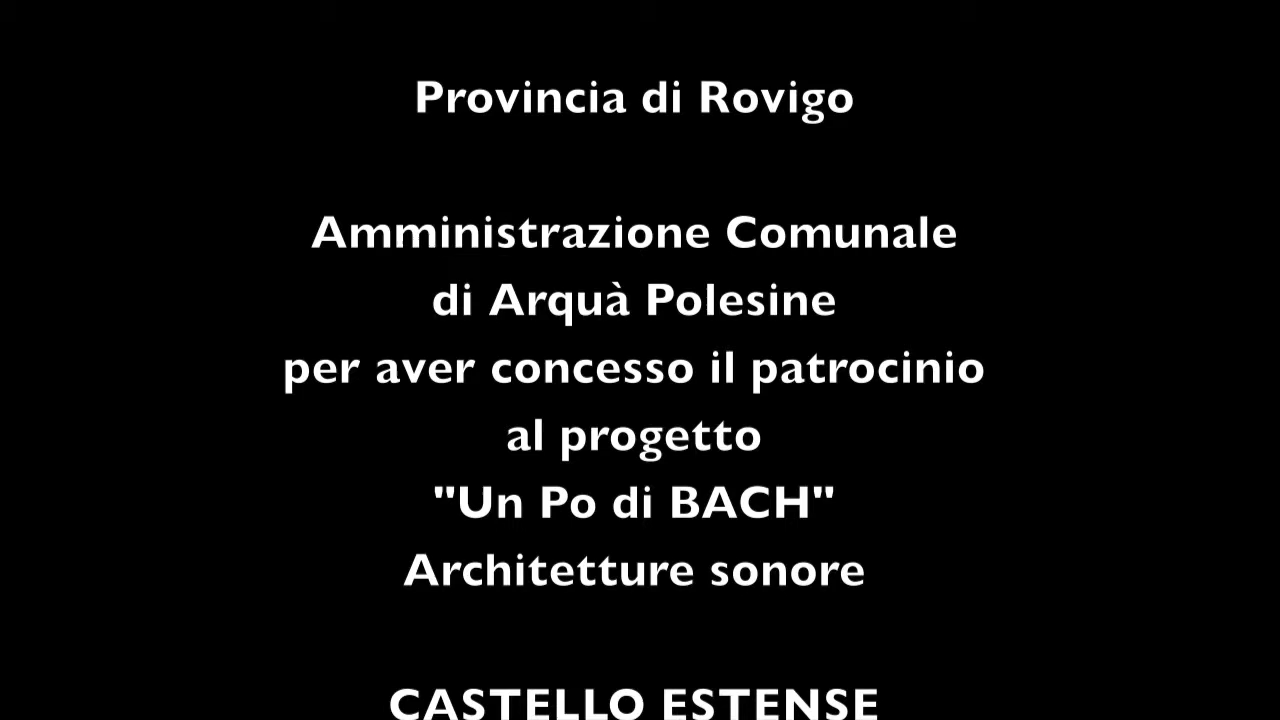 Provincia di Rovigo
Amministrazione Comunale
di Arquà Polesine
per aver concesso il patrocinio
al progetto
"Un Po di BACH"
Architetture sonore
CASTELLO ESTENSE